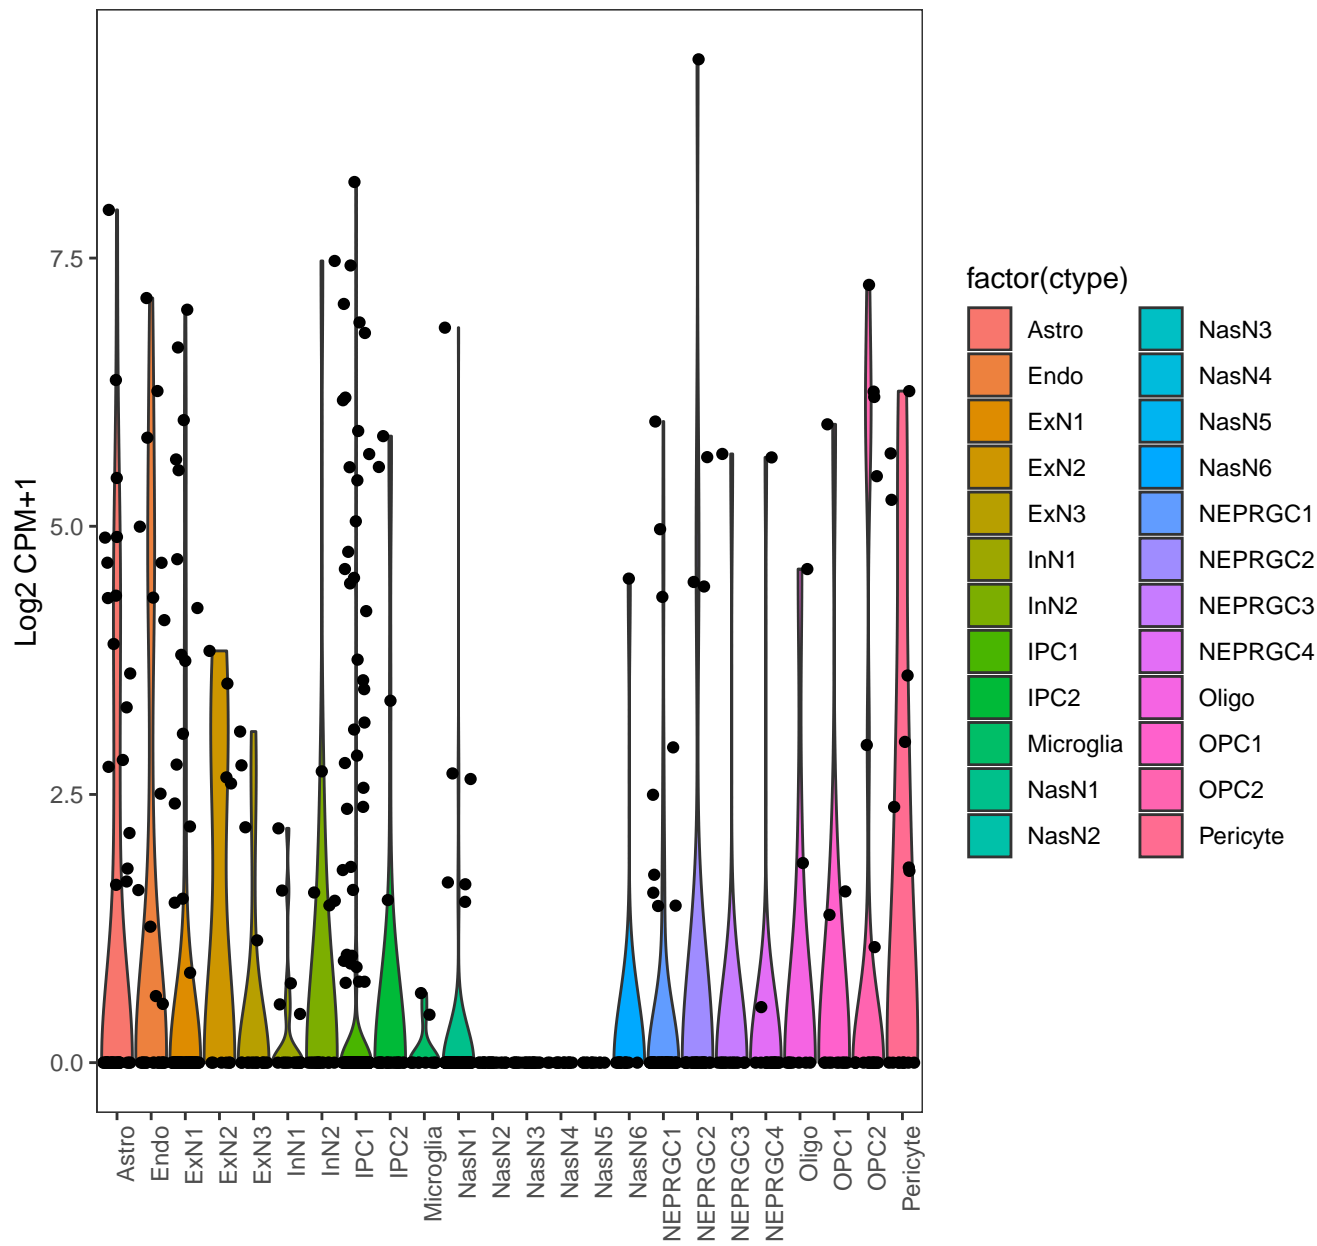 Log2 CPM+1
7.5
5.0
2.5
0.0
Astro
Endo
ExN1
ExN2
ExN3
InN1
InN2
IPC1
IPC2
Microglia
NasN1
NasN2
NasN3
NasN4
NasN5
NasN6
NEPRGC1
NEPRGC2
NEPRGC3
NEPRGC4
Oligo
OPC1
OPC2
Pericyte
factor(ctype)
Astro
Endo
ExN1
ExN2
ExN3
InN1
InN2
IPC1
IPC2
Microglia
NasN1
NasN2
NasN3
NasN4
NasN5
NasN6
NEPRGC1
NEPRGC2
NEPRGC3
NEPRGC4
Oligo
OPC1
OPC2
Pericyte